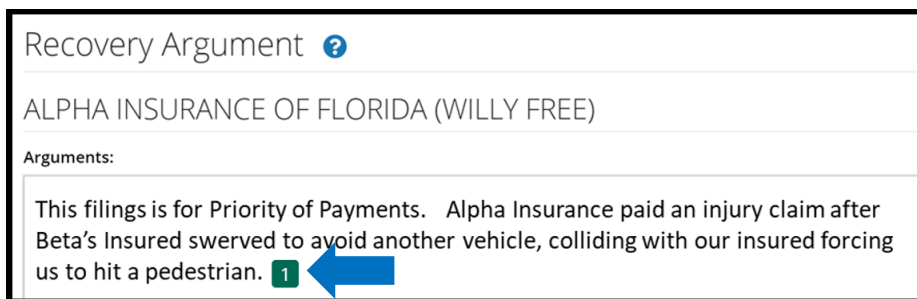 Recovery Argument ?
ALPHA INSURANCE OF FLORIDA (WILLY FREE)
Arguments:
This filings is for Priority of Payments. Alpha Insurance paid an injury claim after
Beta's Insured swerved to avoid another vehicle, colliding with our insured forcing
us to hit a pedestrian. 1